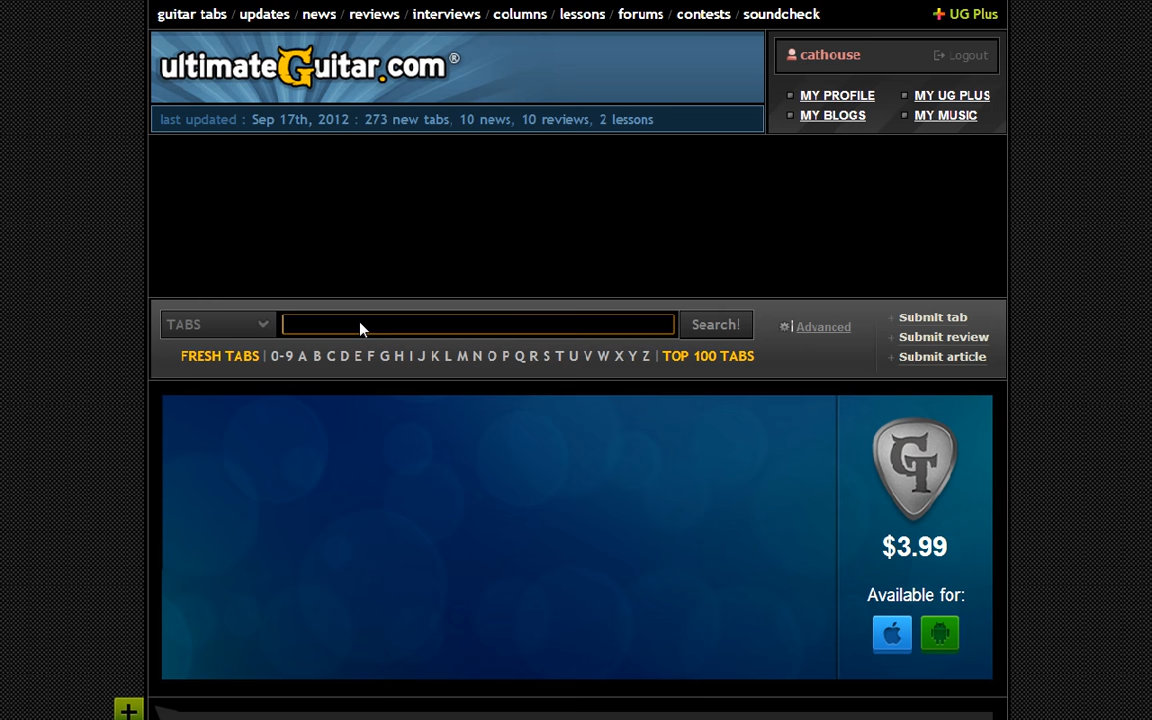 guitar tabs / updates / news / reviews / interviews / columns / lessons / forums / contests / soundcheck
+ UG Plus
ultimateGuitar.com®
cathouse
Logout
last updated : Sep 17th, 2012 : 273 new tabs, 10 news, 10 reviews, 2 lessons
MY PROFILE
MY UG PLUS
MY BLOGS
MY MUSIC
TABS
Search!
Advanced
+ Submit tab
+ Submit review
+ Submit article
FRESH TABS | 0-9 A B C D E F G H I J K L M N O P Q R S T U V W X Y Z | TOP 100 TABS
GT
$3.99
Available for:
+